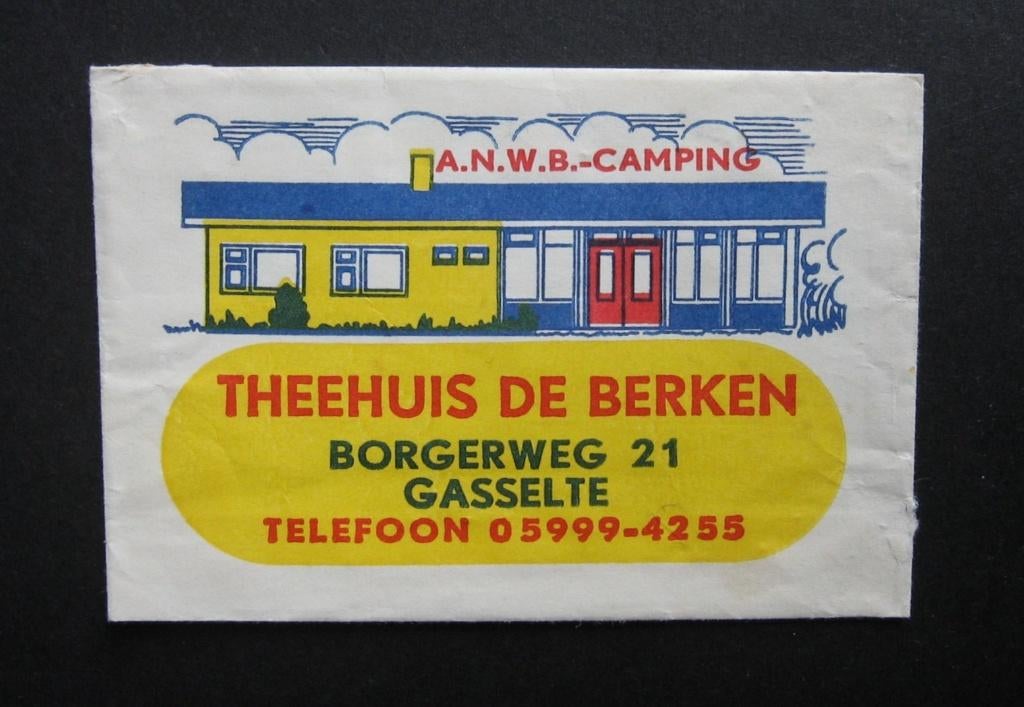 A.N.W.B.-CAMPING
THEEHUIS DE BERKEN
BORGERWEG 21
GASSELTE
TELEFOON 05999-4255